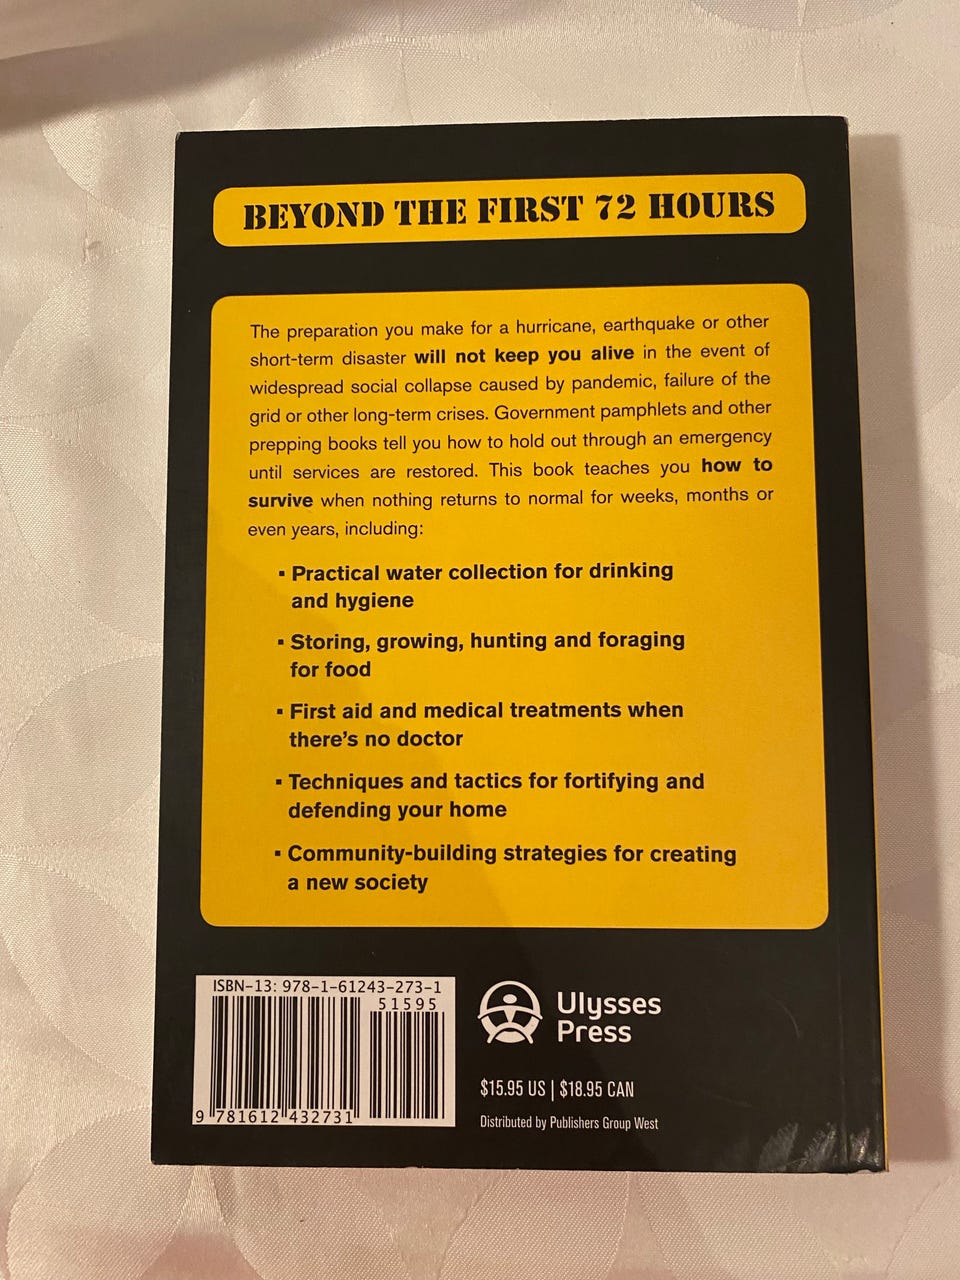 BEYOND THE FIRST 72 HOURS
The preparation you make for a hurricane, earthquake or other
short-term disaster will not keep you alive in the event of
widespread social collapse caused by pandemic, failure of the
grid or other long-term crises. Government pamphlets and other
prepping books tell you how to hold out through an emergency
until services are restored. This book teaches you how to
survive when nothing returns to normal for weeks, months or
even years, including:
▪ Practical water collection for drinking
and hygiene
▪ Storing, growing, hunting and foraging
for food
▪ First aid and medical treatments when
there's no doctor
▪ Techniques and tactics for fortifying and
defending your home
▪ Community-building strategies for creating
a new society
ISBN-13: 978-1-61243-273-1
51595
9 781612 432731
Ulysses
Press
$15.95 US | $18.95 CAN
Distributed by Publishers Group West